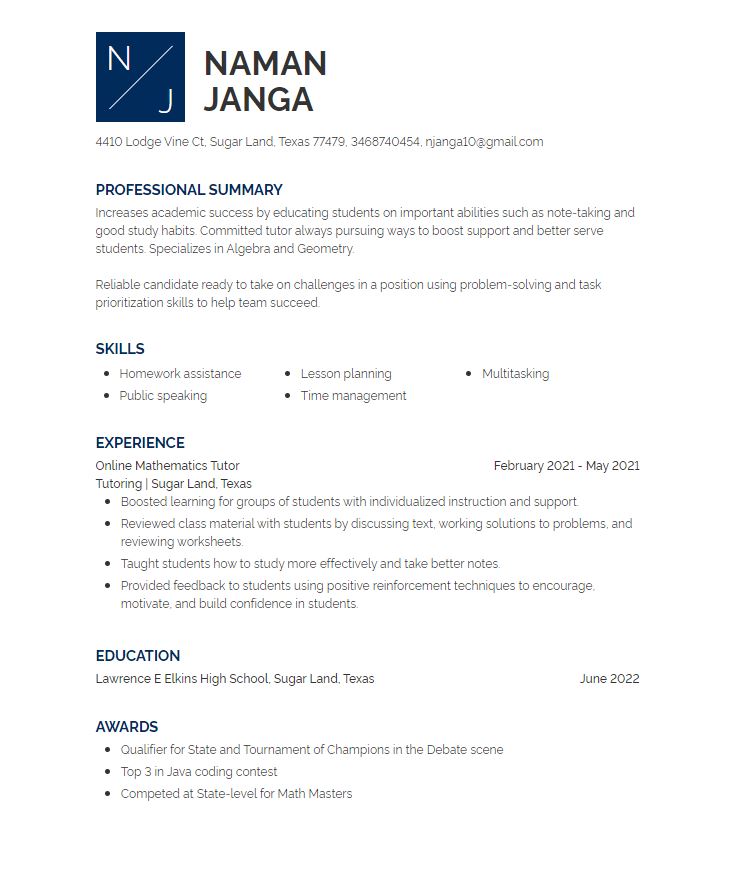 N
J
NAMAN
JANGA
4410 Lodge Vine Ct, Sugar Land, Texas 77479, 3468740454, njanga10@gmail.com
PROFESSIONAL SUMMARY
Increases academic success by educating students on important abilities such as note-taking and
good study habits. Committed tutor always pursuing ways to boost support and better serve
students. Specializes in Algebra and Geometry.
Reliable candidate ready to take on challenges in a position using problem-solving and task
prioritization skills to help team succeed.
SKILLS
• Homework assistance • Lesson planning • Multitasking
• Public speaking • Time management
EXPERIENCE
Online Mathematics Tutor February 2021 - May 2021
Tutoring | Sugar Land, Texas
• Boosted learning for groups of students with individualized instruction and support.
• Reviewed class material with students by discussing text, working solutions to problems, and
reviewing worksheets.
• Taught students how to study more effectively and take better notes.
• Provided feedback to students using positive reinforcement techniques to encourage,
motivate, and build confidence in students.
EDUCATION
Lawrence E Elkins High School, Sugar Land, Texas June 2022
AWARDS
• Qualifier for State and Tournament of Champions in the Debate scene
• Top 3 in Java coding contest
• Competed at State-level for Math Masters